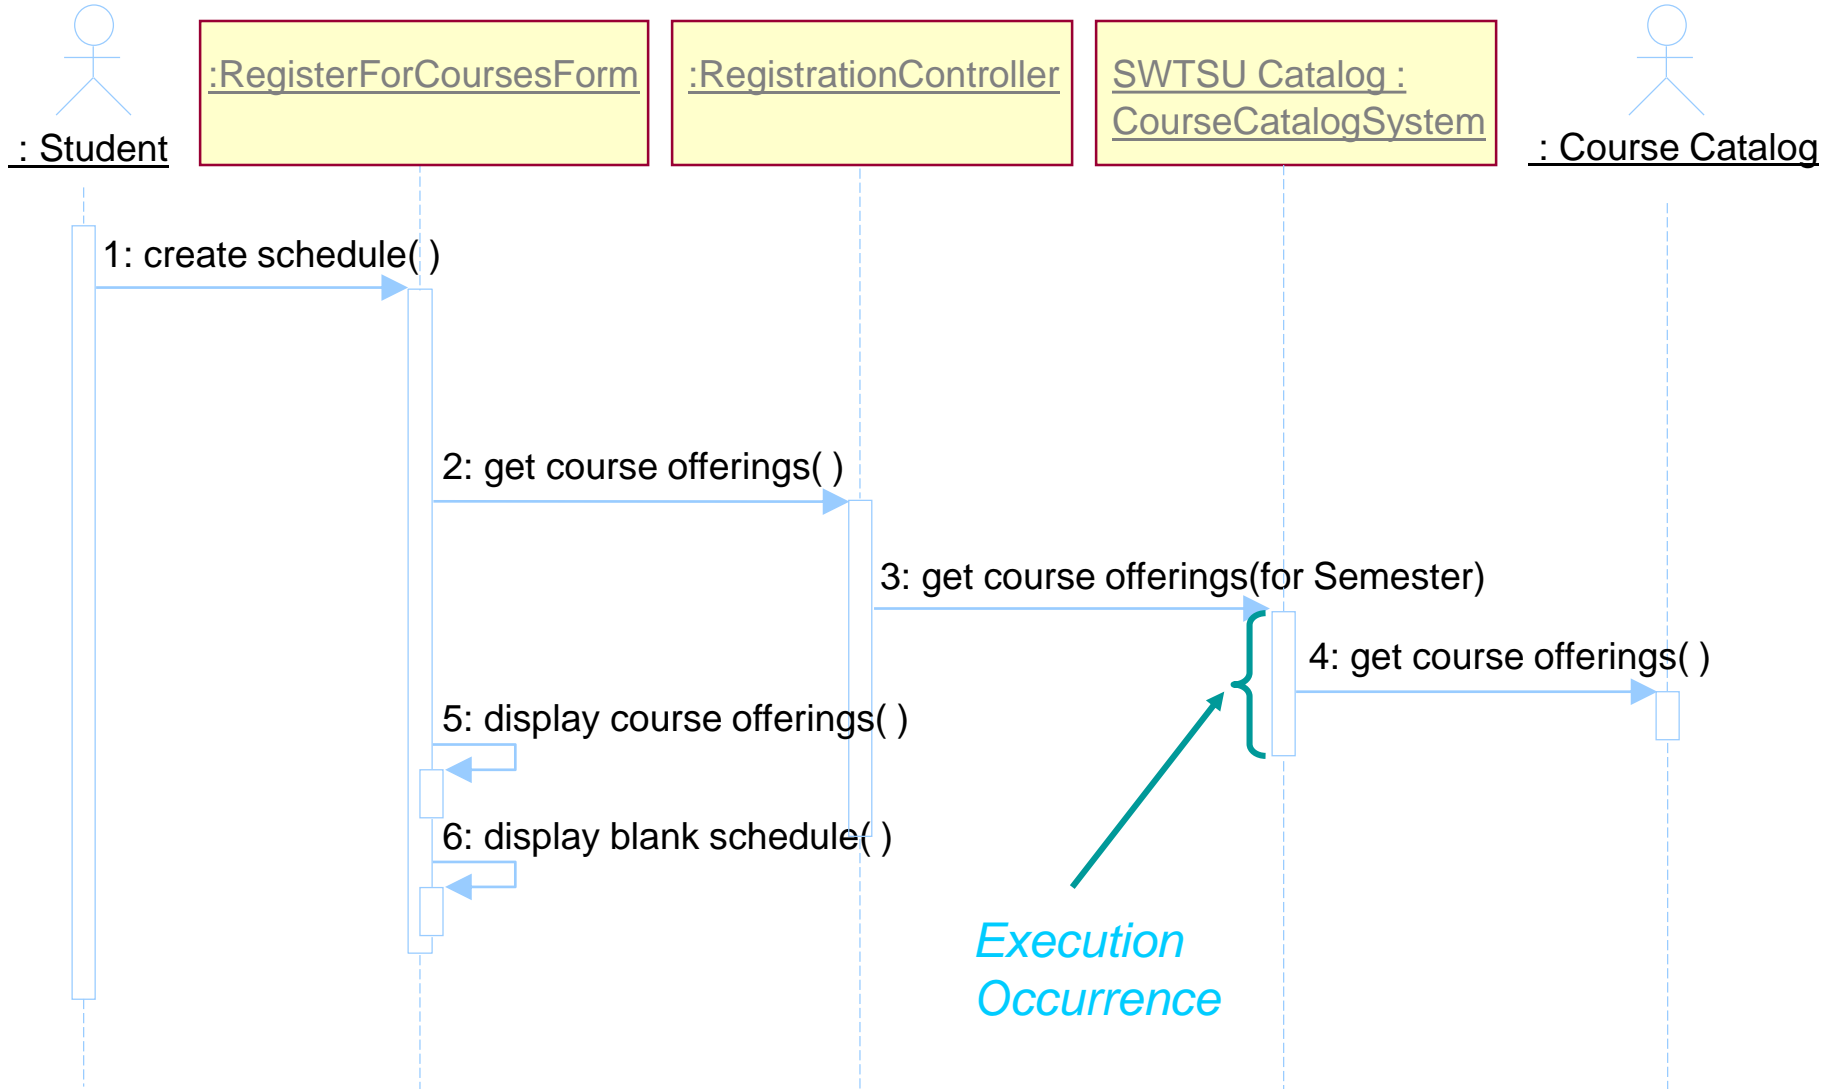 : Student
:RegisterForCoursesForm
:RegistrationController
SWTSU Catalog :
CourseCatalogSystem
: Course Catalog
1: create schedule( )
2: get course offerings( )
3: get course offerings(for Semester)
4: get course offerings( )
5: display course offerings( )
6: display blank schedule( )
Execution
Occurrence